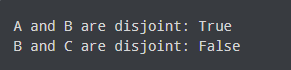 A and B are disjoint: True
B and C are disjoint: False